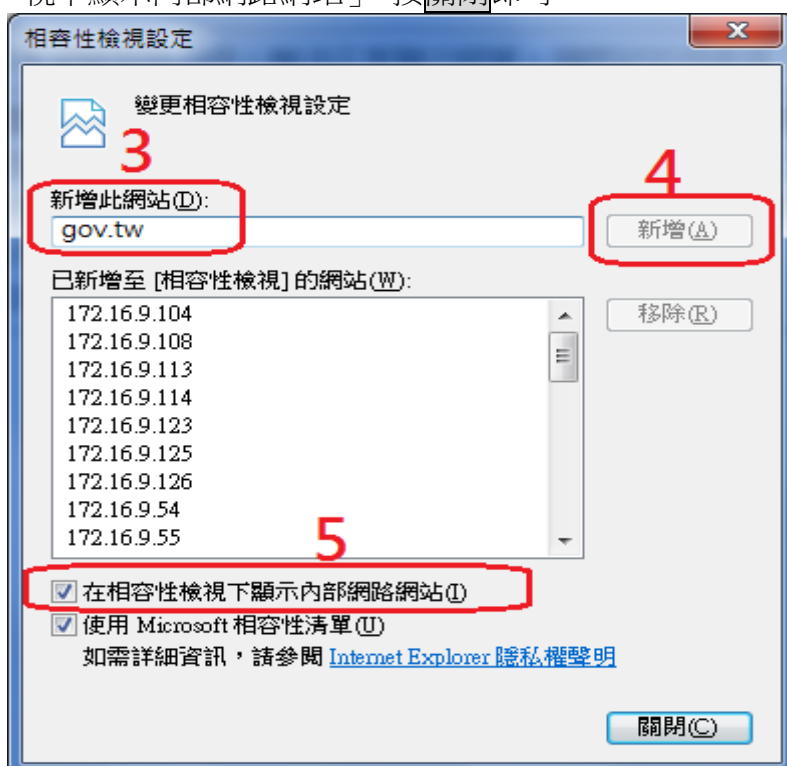 相容性檢視設定
變更相容性檢視設定
3
4
新增此網站(D):
gov.tw
新增(A)
已新增至 [相容性檢視] 的網站(W):
172.16.9.104
移除(R)
172.16.9.108
172.16.9.113
172.16.9.114
172.16.9.123
172.16.9.125
172.16.9.126
172.16.9.54
172.16.9.55
5
在相容性檢視下顯示內部網路網站(I)
使用 Microsoft 相容性清單(U)
如需詳細資訊，請參閱 Internet Explorer 隱私權聲明
關閉(C)